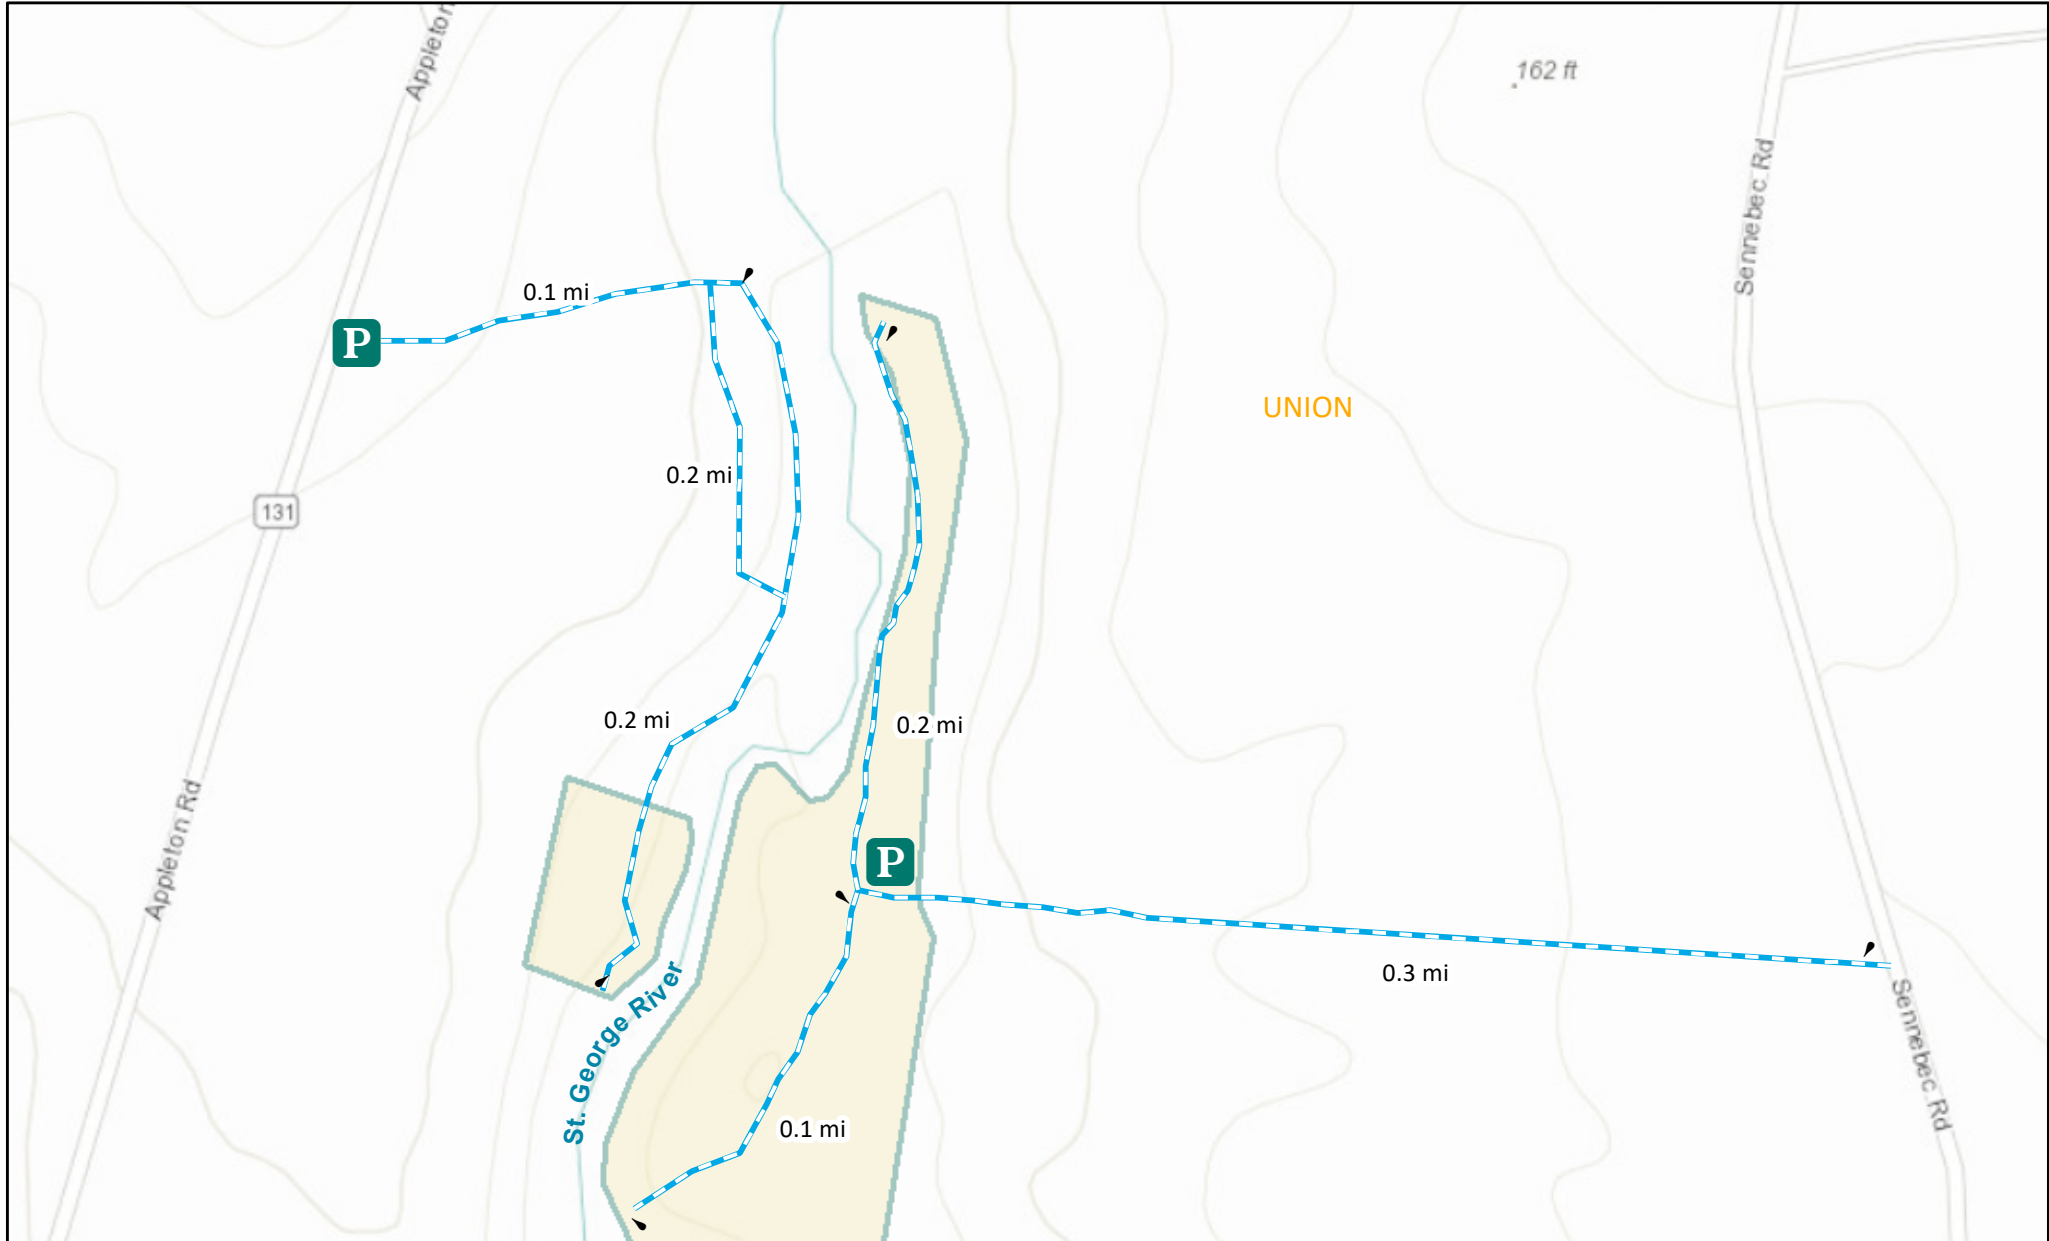 Appleton
162 ft
Sennebec Rd
0.1 mi
P
UNION
0.2 mi
131
0.2 mi
0.2 mi
Appleton Rd
P
0.3 mi
St. George River
Sennebec Rd
0.1 mi